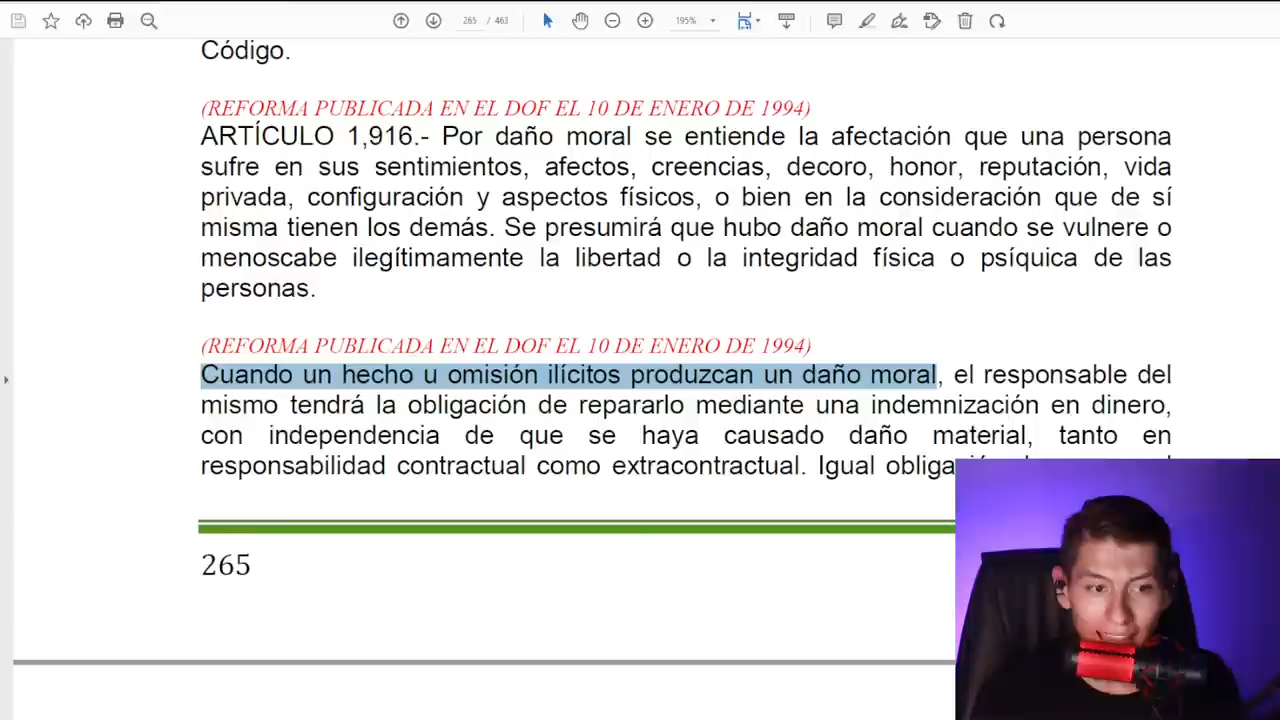 265 / 463
195%
Código.
(REFORMA PUBLICADA EN EL DOF EL 10 DE ENERO DE 1994)
ARTÍCULO 1,916.- Por daño moral se entiende la afectación que una persona
sufre en sus sentimientos, afectos, creencias, decoro, honor, reputación, vida
privada, configuración y aspectos físicos, o bien en la consideración que de sí
misma tienen los demás. Se presumirá que hubo daño moral cuando se vulnere o
menoscabe ilegítimamente la libertad o la integridad física o psíquica de las
personas.
(REFORMA PUBLICADA EN EL DOF EL 10 DE ENERO DE 1994)
Cuando un hecho u omisión ilícitos produzcan un daño moral, el responsable del
mismo tendrá la obligación de repararlo mediante una indemnización en dinero,
con independencia de que se haya causado daño material, tanto en
responsabilidad contractual como extracontractual. Igual
265